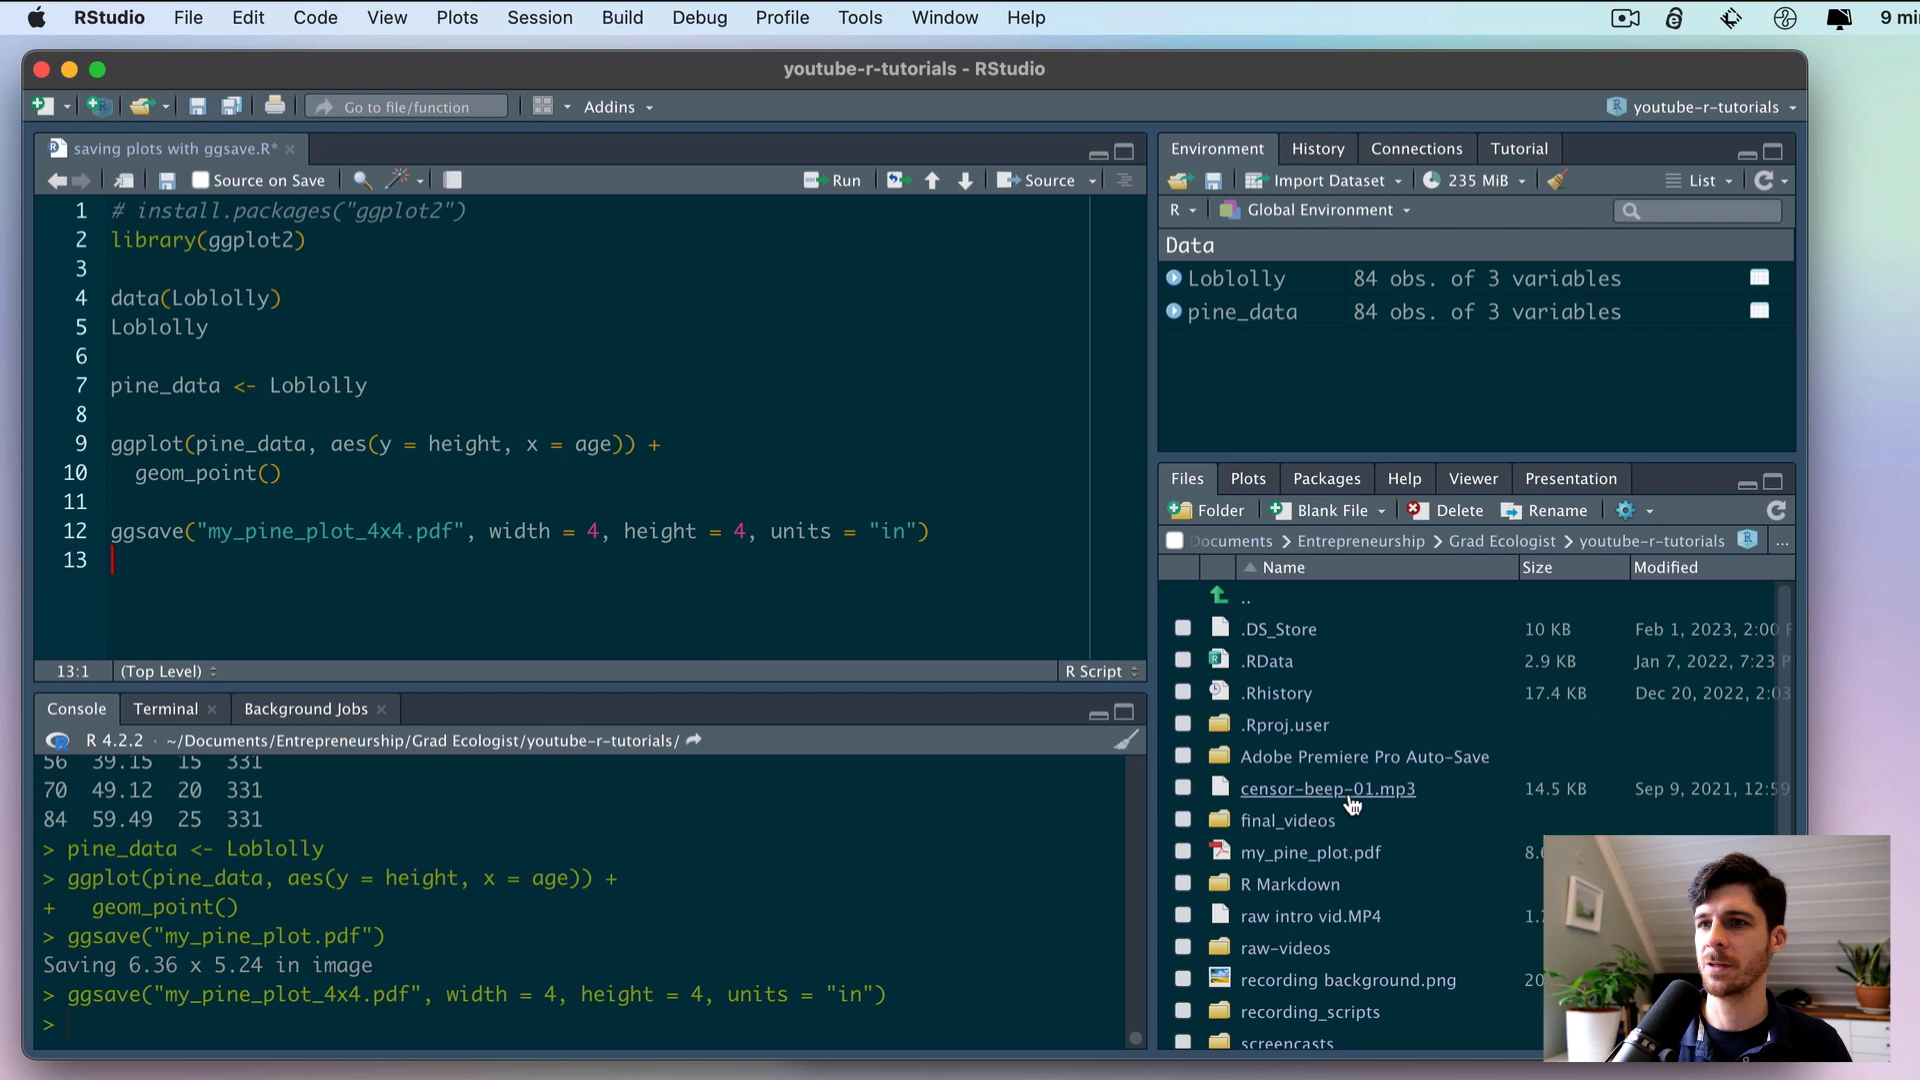 RStudio File Edit Code View Plots Session Build Debug Profile Tools Window Help 9 min
youtube-r-tutorials - RStudio
Go to file/function Addins youtube-r-tutorials
saving plots with ggsave.R*
Source on Save Run Source
1 # install.packages("ggplot2")
2 library(ggplot2)
3
4 data(Loblolly)
5 Loblolly
6
7 pine_data <- Loblolly
8
9 ggplot(pine_data, aes(y = height, x = age)) +
10 geom_point()
11
12 ggsave("my_pine_plot_4x4.pdf", width = 4, height = 4, units = "in")
13
13:1 (Top Level) R Script
Console Terminal Background Jobs
R 4.2.2 · ~/Documents/Entrepreneurship/Grad Ecologist/youtube-r-tutorials/
56 39.15 15 331
70 49.12 20 331
84 59.49 25 331
> pine_data <- Loblolly
> ggplot(pine_data, aes(y = height, x = age)) +
+ geom_point()
> ggsave("my_pine_plot.pdf")
Saving 6.36 x 5.24 in image
> ggsave("my_pine_plot_4x4.pdf", width = 4, height = 4, units = "in")
>
Environment History Connections Tutorial
Import Dataset 235 MiB List
R Global Environment
Data
Loblolly 84 obs. of 3 variables
pine_data 84 obs. of 3 variables
Files Plots Packages Help Viewer Presentation
Folder Blank File Delete Rename
Documents > Entrepreneurship > Grad Ecologist > youtube-r-tutorials ...
Name Size Modified
..
.DS_Store 10 KB Feb 1, 2023, 2:00 P
.RData 2.9 KB Jan 7, 2022, 7:23 P
.Rhistory 17.4 KB Dec 20, 2022, 2:03
.Rproj.user
Adobe Premiere Pro Auto-Save
censor-beep-01.mp3 14.5 KB Sep 9, 2021, 12:59
final_videos
my_pine_plot.pdf 8.
R Markdown
raw intro vid.MP4 1.
raw-videos
recording background.png 20
recording_scripts
screencasts